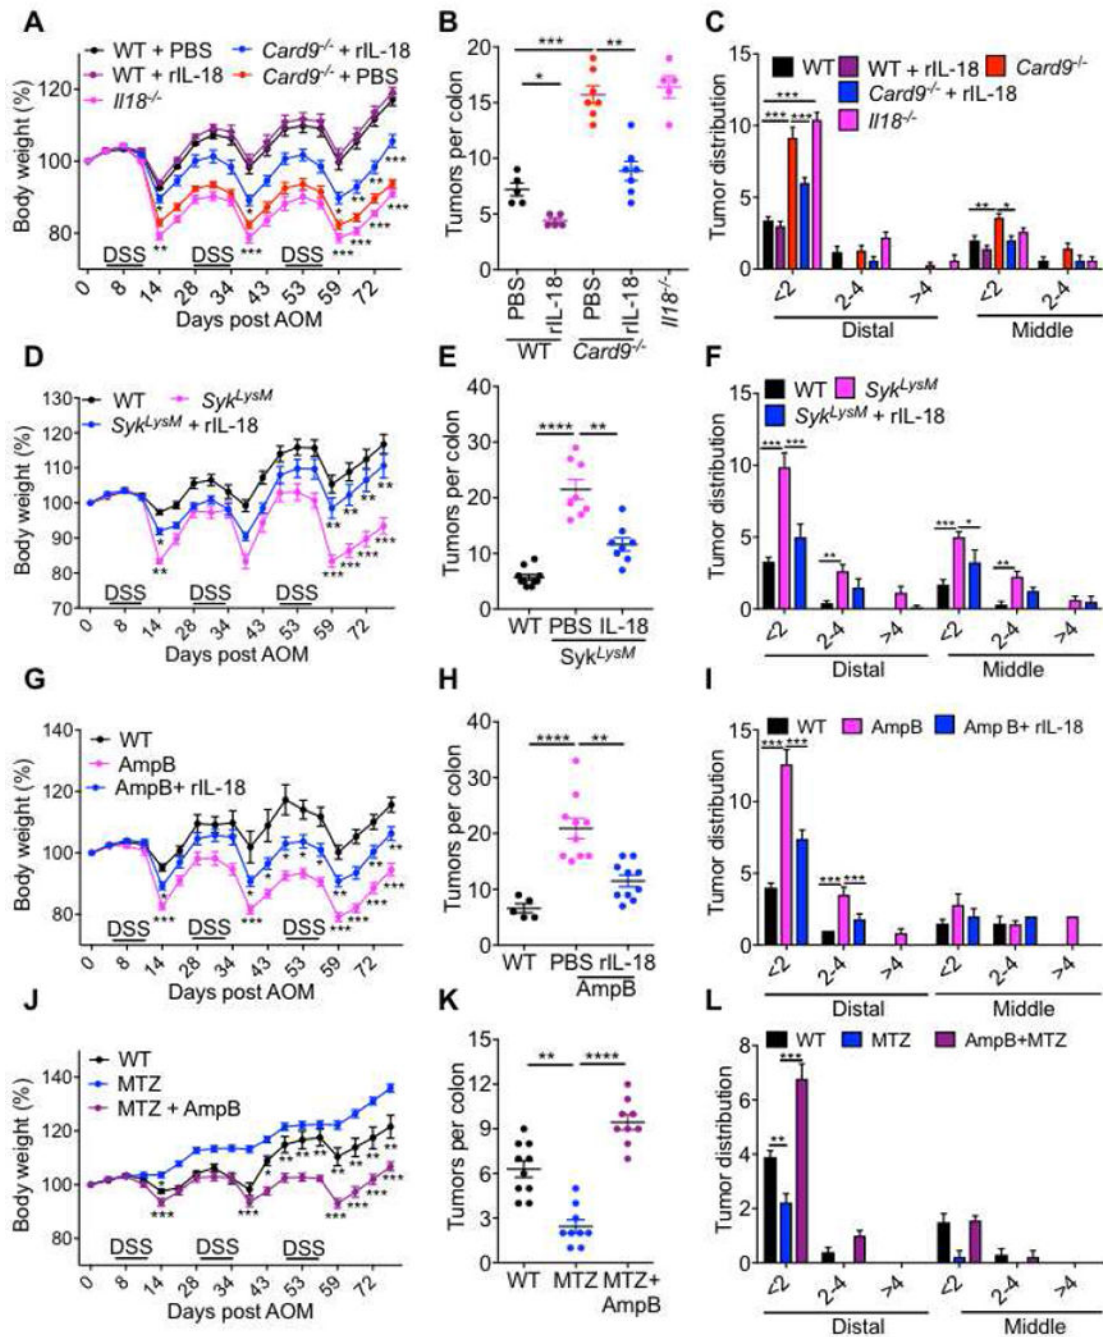 A
WT + PBS
Card9-/- + rIL-18
WT + rIL-18
Card9-/- + PBS
Il18-/-
Body weight (%)
120
100
80
DSS DSS DSS
0 8 14 28 34 43 53 59 72
Days post AOM
B
Tumors per colon
20
15
10
5
0
***
**
*
PBS rIL-18 PBS rIL-18 Il18-/-
WT Card9-/-
C
WT WT + rIL-18 Card9-/-
Card9-/- + rIL-18
Il18-/-
Tumor distribution
15
10
5
0
***
*** ***
** *
<2 2-4 >4 <2 2-4
Distal Middle
D
WT SykLysM
SykLysM + rIL-18
Body weight (%)
130
120
110
100
90
80
70
DSS DSS DSS
0 8 14 28 34 43 53 59 72
Days post AOM
E
Tumors per colon
40
30
20
10
0
**** **
WT PBS IL-18
SykLysM
F
WT SykLysM
SykLysM + rIL-18
Tumor distribution
15
10
5
0
*** ***
**
*** *
**
<2 2-4 >4 <2 2-4 >4
Distal Middle
G
WT
AmpB
AmpB+ rIL-18
Body weight (%)
140
120
100
80
DSS DSS DSS
0 8 14 28 34 43 53 59 72
Days post AOM
H
Tumors per colon
40
30
20
10
0
**** **
WT PBS rIL-18
AmpB
I
WT AmpB Amp B+ rIL-18
Tumor distribution
15
10
5
0
*** ***
*** ***
<2 2-4 >4 <2 2-4 >4
Distal Middle
J
WT
MTZ
MTZ + AmpB
Body weight (%)
140
120
100
80
DSS DSS DSS
0 8 14 28 34 43 53 59 72
Days post AOM
K
Tumors per colon
15
12
9
6
3
0
** ****
WT MTZ MTZ+
AmpB
L
WT MTZ AmpB+MTZ
Tumor distribution
8
6
4
2
0
***
**
<2 2-4 >4 <2 2-4 >4
Distal Middle